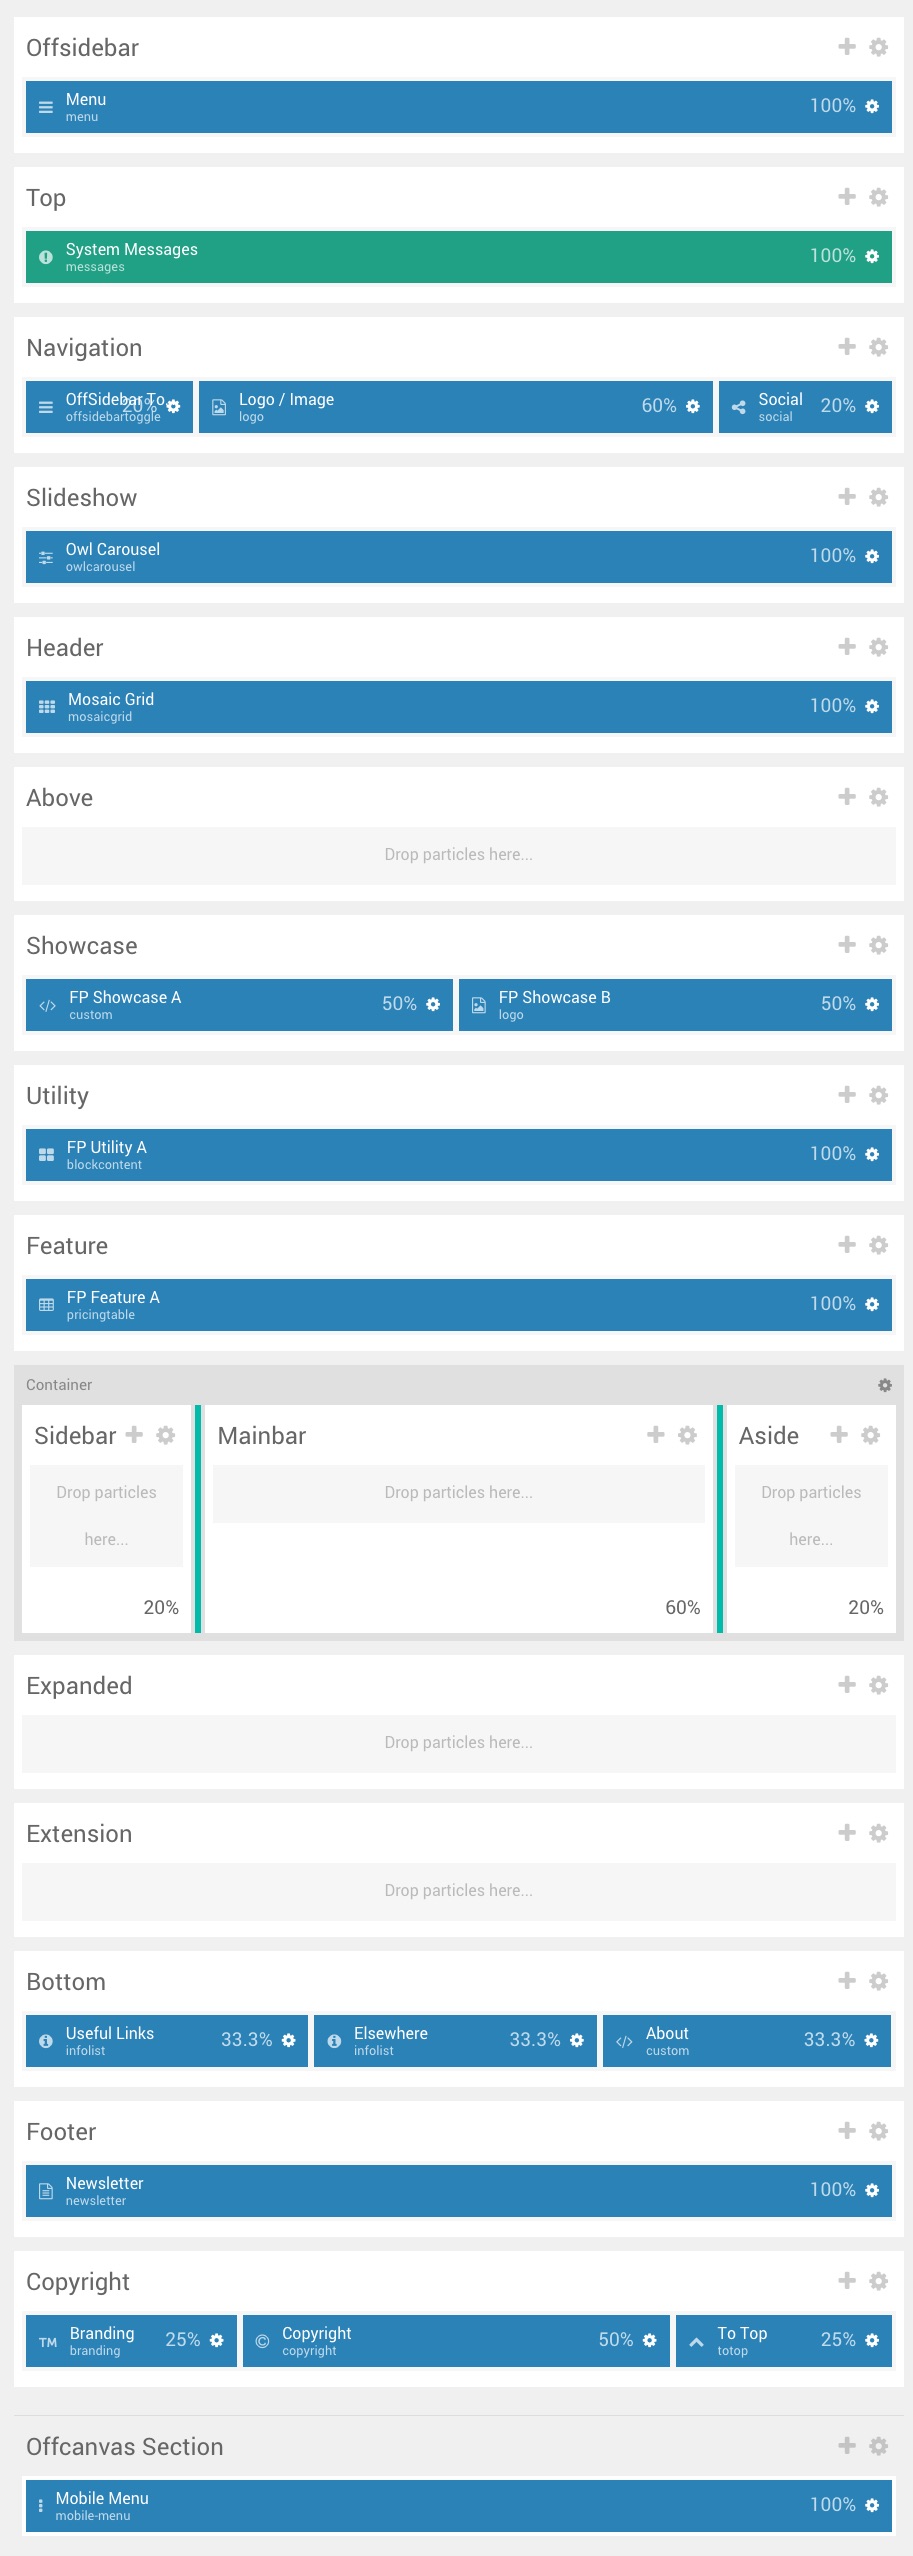 Offsidebar
Menu
menu
100%
Top
System Messages
messages
100%
Navigation
OffSidebar To
offsidebartoggle
20%
Logo / Image
logo
60%
Social
social
20%
Slideshow
Owl Carousel
owlcarousel
100%
Header
Mosaic Grid
mosaicgrid
100%
Above
Drop particles here...
Showcase
FP Showcase A
custom
50%
FP Showcase B
logo
50%
Utility
FP Utility A
blockcontent
100%
Feature
FP Feature A
pricingtable
100%
Container
Sidebar
Drop particles
here...
20%
Mainbar
Drop particles here...
60%
Aside
Drop particles
here...
20%
Expanded
Drop particles here...
Extension
Drop particles here...
Bottom
Useful Links
infolist
33.3%
Elsewhere
infolist
33.3%
About
custom
33.3%
Footer
Newsletter
newsletter
100%
Copyright
TM
Branding
branding
25%
©
Copyright
copyright
50%
To Top
totop
25%
Offcanvas Section
Mobile Menu
mobile-menu
100%